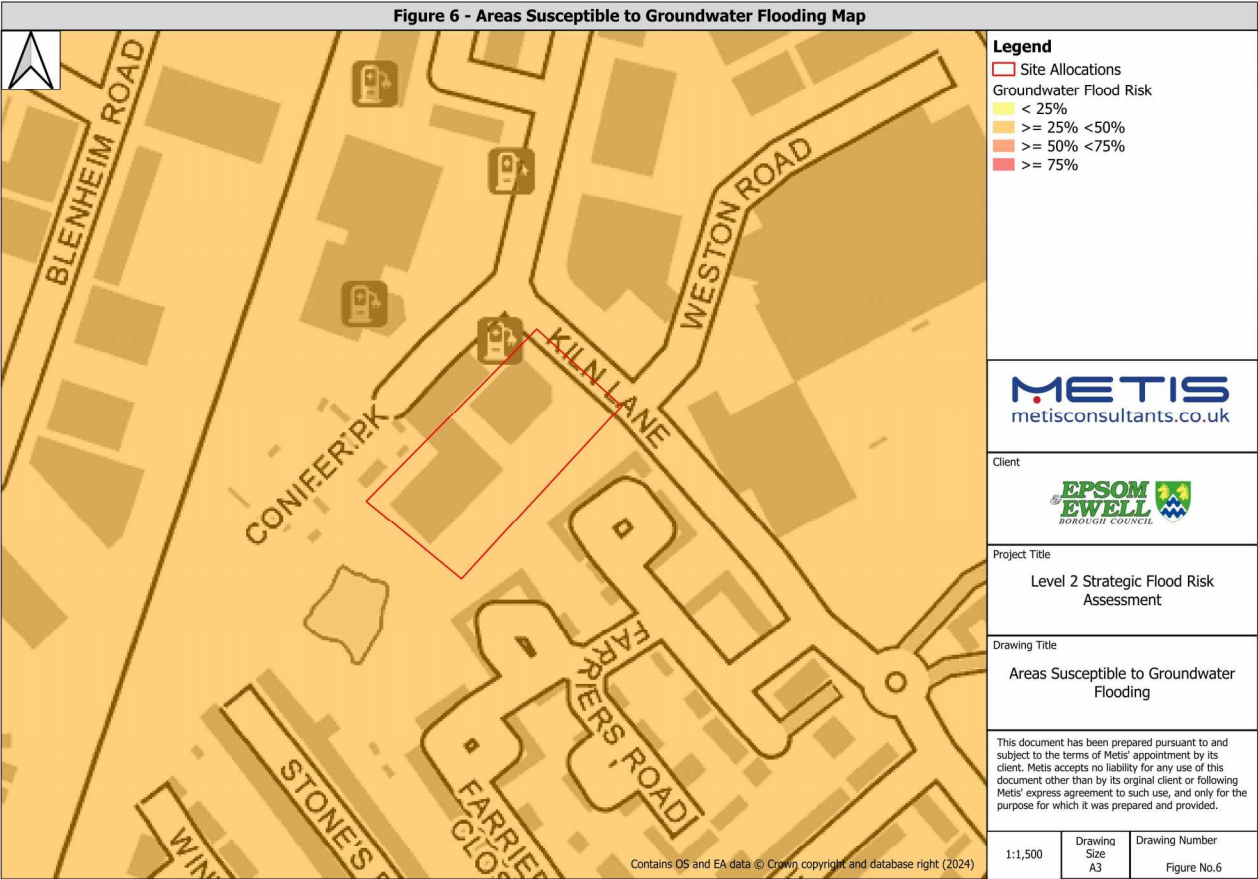 Figure 6 - Areas Susceptible to Groundwater Flooding Map
BLENHEIM ROAD
WESTON ROAD
KILN LANE
CONIFER PK
FARRIERS ROAD
STONE'S
FARRIER
CLOS
WIN
Contains OS and EA data © Crown copyright and database right (2024)
Legend
Site Allocations
Groundwater Flood Risk
< 25%
>= 25% <50%
>= 50% <75%
>= 75%
METIS
metisconsultants.co.uk
Client
EPSOM
& EWELL
BOROUGH COUNCIL
Project Title
Level 2 Strategic Flood Risk
Assessment
Drawing Title
Areas Susceptible to Groundwater
Flooding
This document has been prepared pursuant to and
subject to the terms of Metis' appointment by its
client. Metis accepts no liability for any use of this
document other than by its orginal client or following
Metis' express agreement to such use, and only for the
purpose for which it was prepared and provided.
1:1,500
Drawing
Size
A3
Drawing Number
Figure No.6